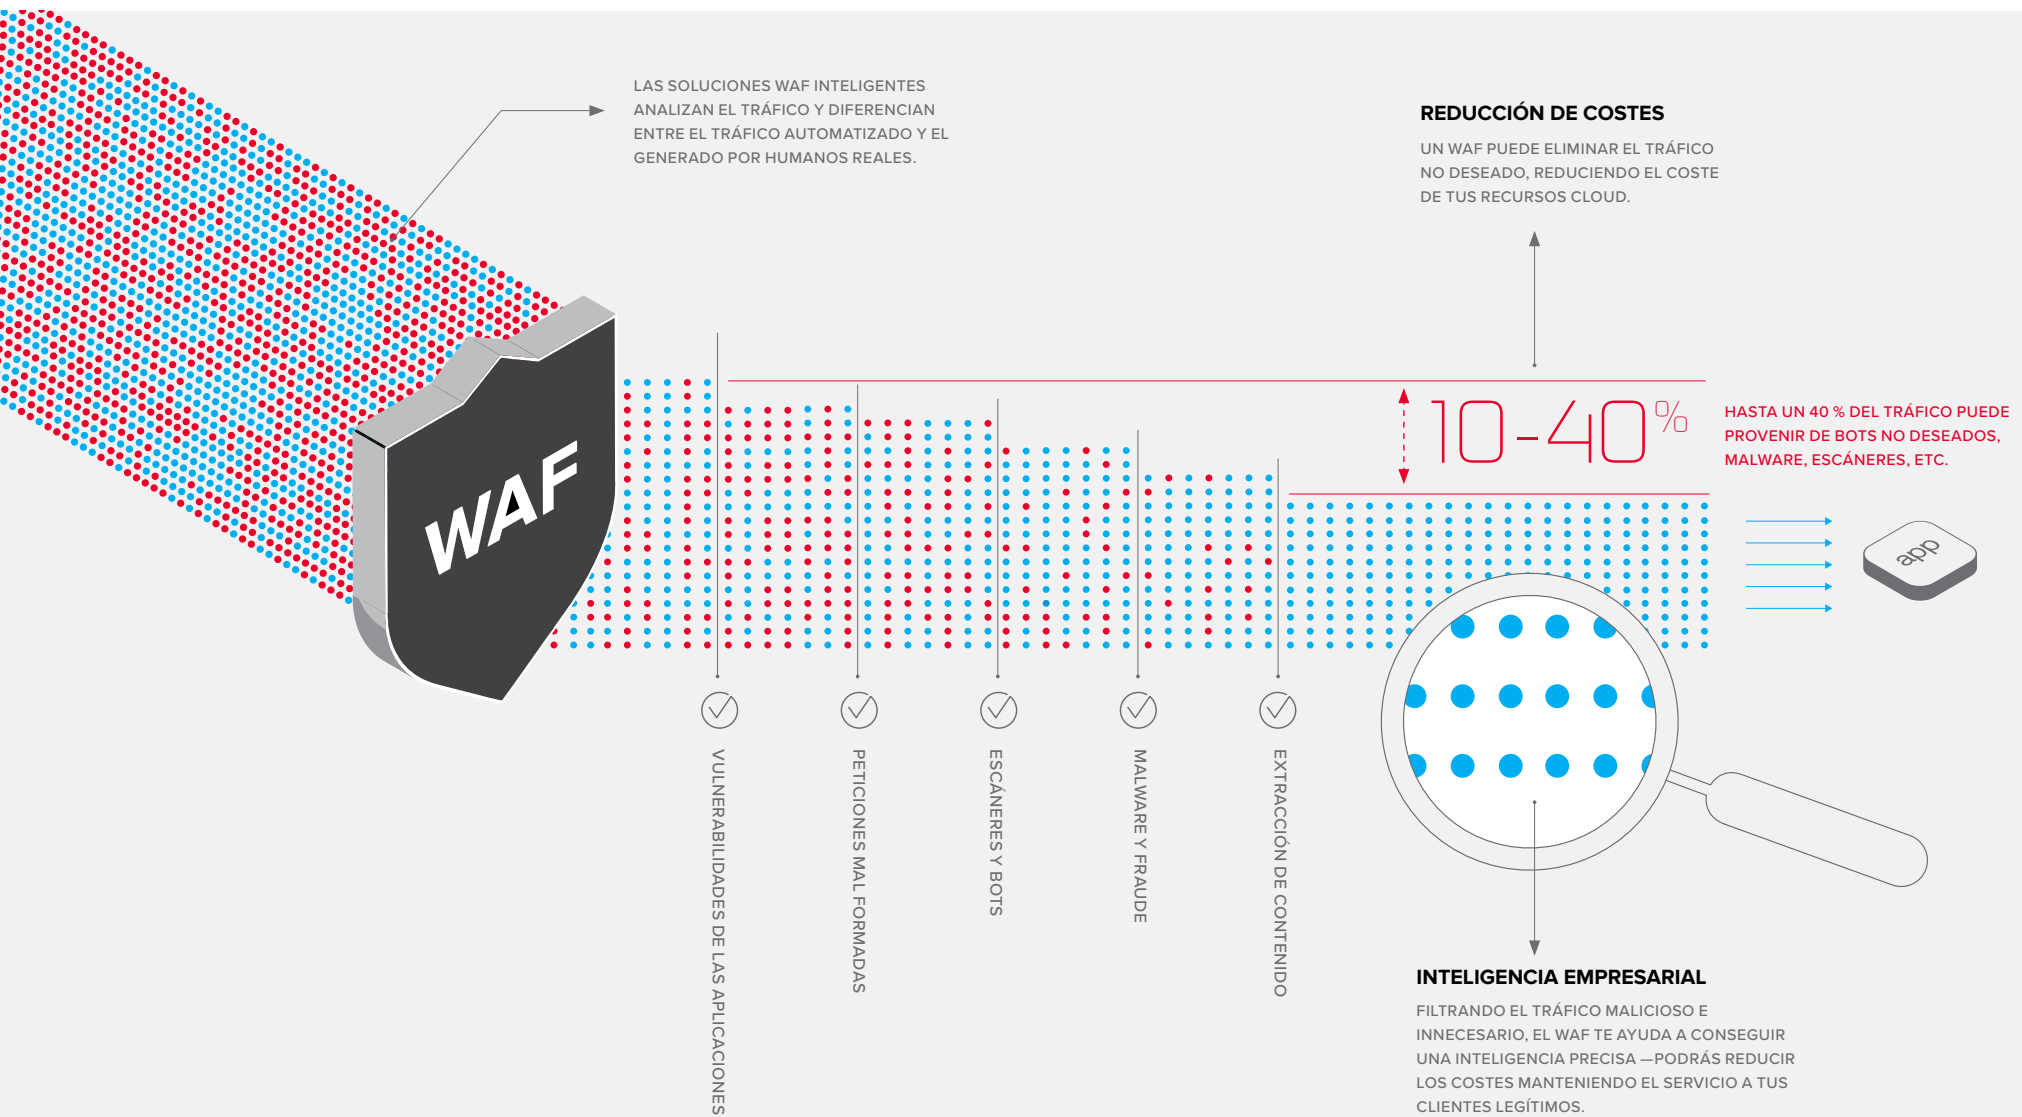 LAS SOLUCIONES WAF INTELIGENTES
ANALIZAN EL TRÁFICO Y DIFERENCIAN
ENTRE EL TRÁFICO AUTOMATIZADO Y EL
GENERADO POR HUMANOS REALES.
REDUCCIÓN DE COSTES
UN WAF PUEDE ELIMINAR EL TRÁFICO
NO DESEADO, REDUCIENDO EL COSTE
DE TUS RECURSOS CLOUD.
10-40%
HASTA UN 40 % DEL TRÁFICO PUEDE
PROVENIR DE BOTS NO DESEADOS,
MALWARE, ESCÁNERES, ETC.
WAF
app
VULNERABILIDADES DE LAS APLICACIONES
PETICIONES MAL FORMADAS
ESCÁNERES Y BOTS
MALWARE Y FRAUDE
EXTRACCIÓN DE CONTENIDO
INTELIGENCIA EMPRESARIAL
FILTRANDO EL TRÁFICO MALICIOSO E
INNECESARIO, EL WAF TE AYUDA A CONSEGUIR
UNA INTELIGENCIA PRECISA —PODRÁS REDUCIR
LOS COSTES MANTENIENDO EL SERVICIO A TUS
CLIENTES LEGÍTIMOS.